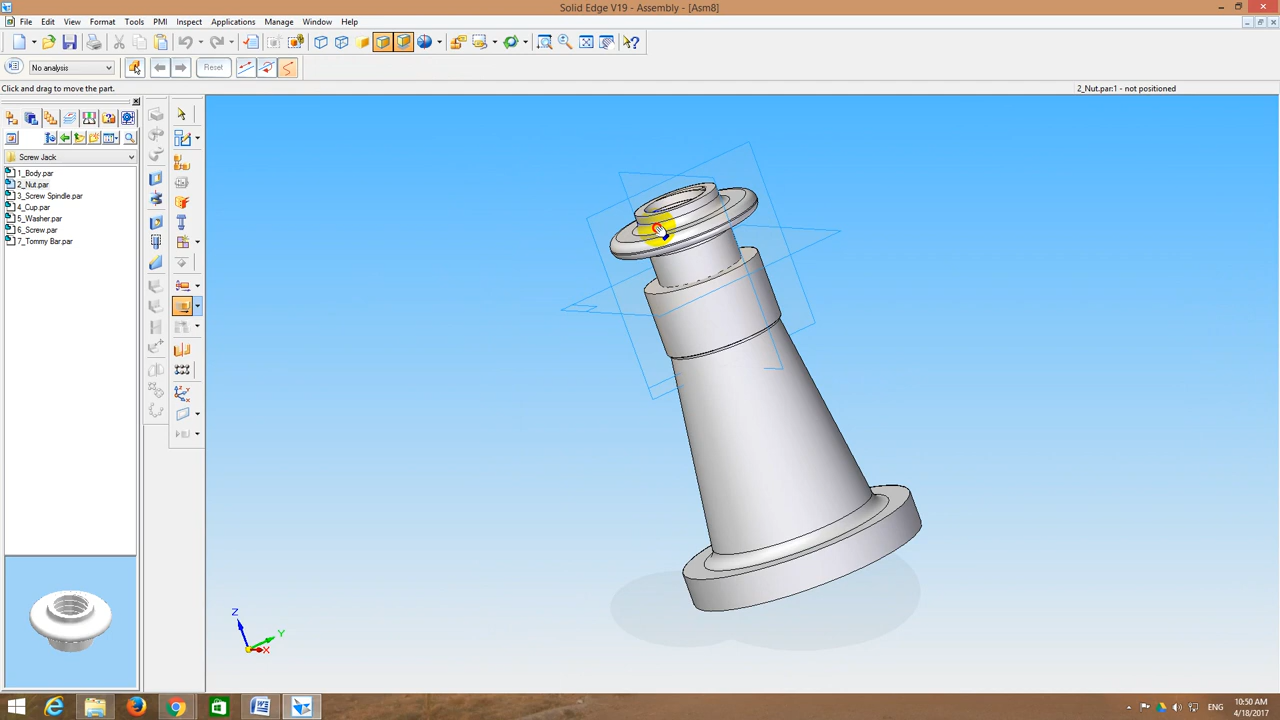 Solid Edge V19 - Assembly - [Asm8]
File Edit View Format Tools PMI Inspect Applications Manage Window Help
No analysis Reset
Click and drag to move the part. 2_Nut.par:1 - not positioned
Screw Jack
1_Body.par
2_Nut.par
3_Screw Spindle.par
4_Cup.par
5_Washer.par
6_Screw.par
7_Tommy Bar.par
Z
Y
X
ENG
10:50 AM
4/18/2017